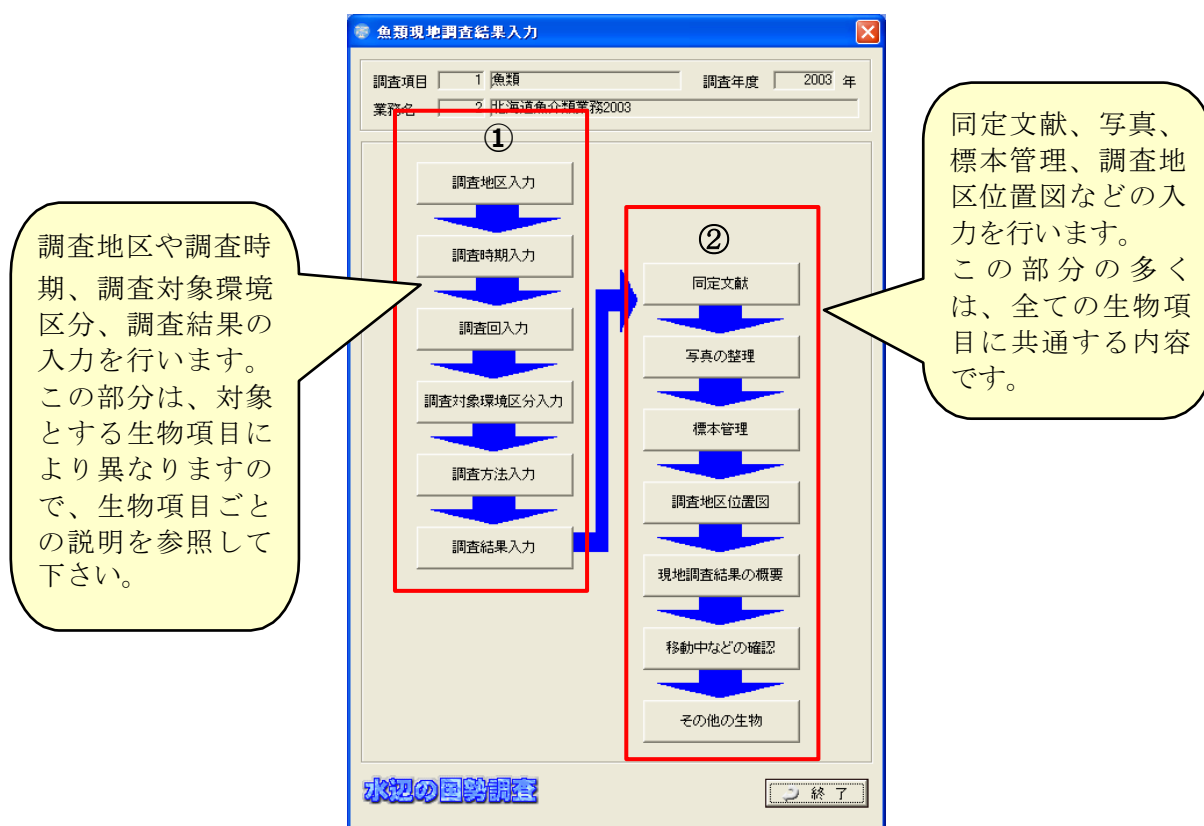 魚類現地調査結果入力
調査項目 1 魚類 調査年度 2003 年
業務名 2 北海道魚介類業務2003
①
調査地区入力
調査時期入力
調査回入力
調査対象環境区分入力
調査方法入力
調査結果入力
②
同定文献
写真の整理
標本管理
調査地区位置図
現地調査結果の概要
移動中などの確認
その他の生物
水辺の国勢調査
終了
調査地区や調査時
期、調査対象環境
区分、調査結果の
入力を行います。
この部分は、対象
とする生物項目に
より異なりますの
で、生物項目ごと
の説明を参照して
下さい。
同定文献、写真、
標本管理、調査地
区位置図などの入
力を行います。
この部分の多く
は、全ての生物項
目に共通する内容
です。